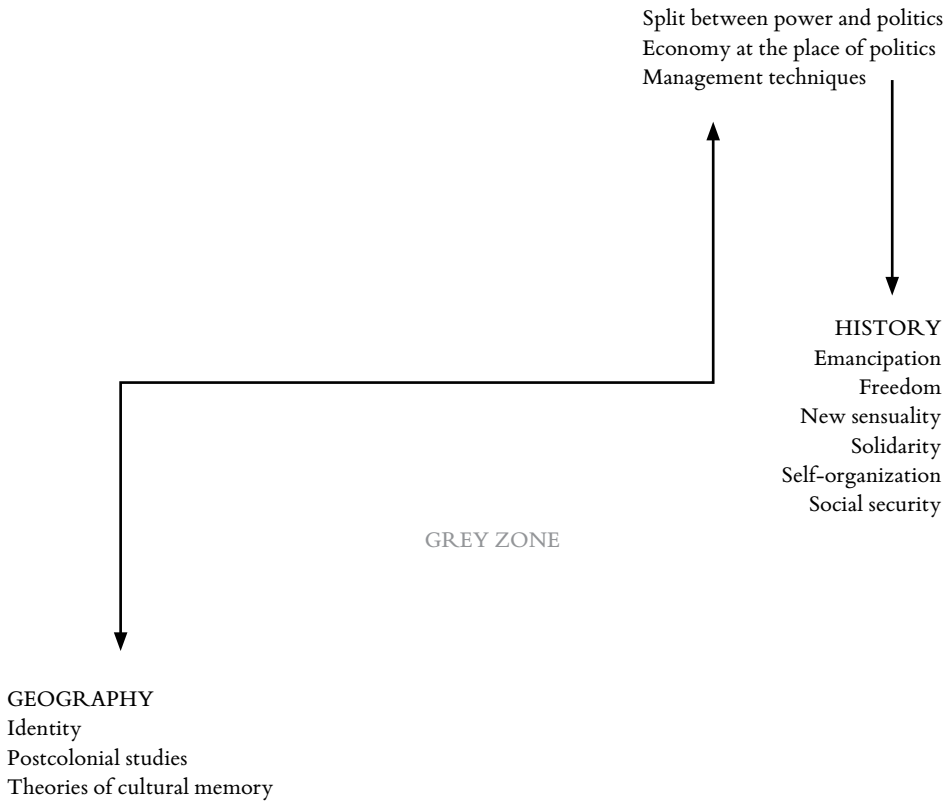 Split between power and politics
Economy at the place of politics
Management techniques
HISTORY
Emancipation
Freedom
New sensuality
Solidarity
Self-organization
Social security
GREY ZONE
GEOGRAPHY
Identity
Postcolonial studies
Theories of cultural memory